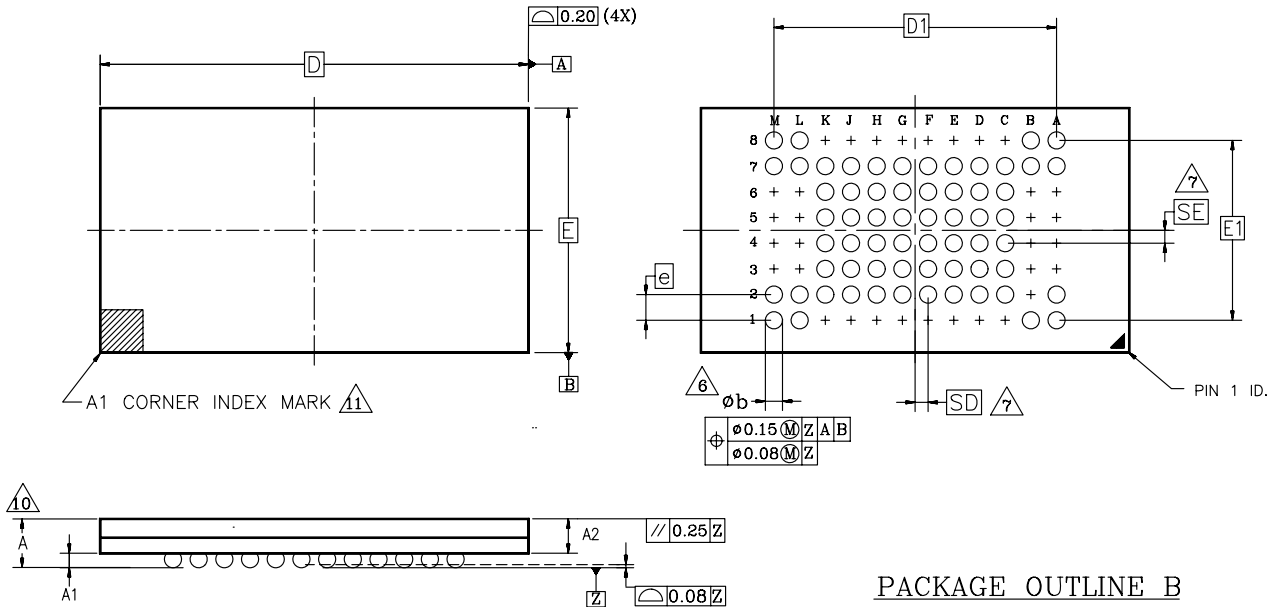 ⌓ 0.20 (4X)
D
A
D1
M L K J H G F E D C B A
8
7
6
5
4
3
2
1
E
7
SE
E1
e
B
A1 CORNER INDEX MARK 11
6
øb
SD 7
PIN 1 ID.
⌖ ø0.15 Ⓜ Z A B
ø0.08 Ⓜ Z
10
A
A1
A2
// 0.25 Z
Z
⌓ 0.08 Z
PACKAGE OUTLINE B